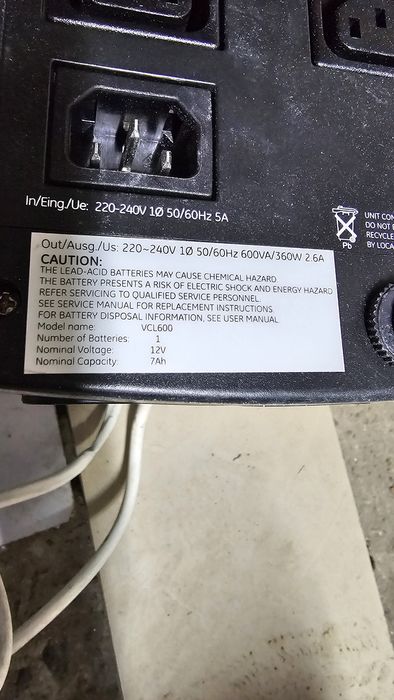 In/Eing./Ue: 220-240V 1Ø 50/60Hz 5A
Out/Ausg./Us: 220~240V 1Ø 50/60Hz 600VA/360W 2.6A
CAUTION:
THE LEAD-ACID BATTERIES MAY CAUSE CHEMICAL HAZARD
THE BATTERY PRESENTS A RISK OF ELECTRIC SHOCK AND ENERGY HAZARD
REFER SERVICING TO QUALIFIED SERVICE PERSONNEL.
SEE SERVICE MANUAL FOR REPLACEMENT INSTRUCTIONS
FOR BATTERY DISPOSAL INFORMATION, SEE USER MANUAL
Model name: VCL600
Number of Batteries: 1
Nominal Voltage: 12V
Nominal Capacity: 7Ah
Pb
UNIT CON
DO NOT
RECYCLE
BY LOCA